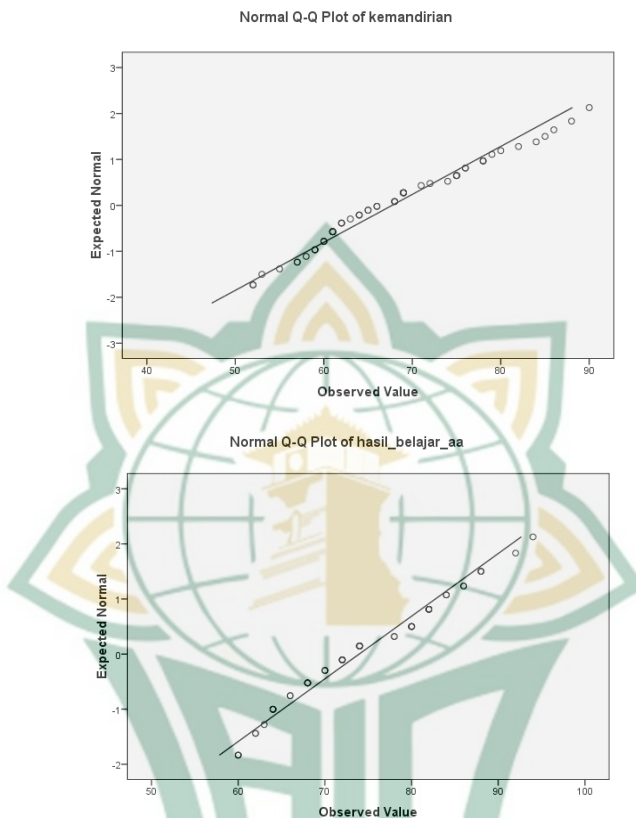 Normal Q-Q Plot of kemandirian
3
2
1
0
-1
-2
-3
Expected Normal
40 50 60 70 80 90
Observed Value
Normal Q-Q Plot of hasil_belajar_aa
3
2
1
0
-1
-2
Expected Normal
50 60 70 80 90 100
Observed Value